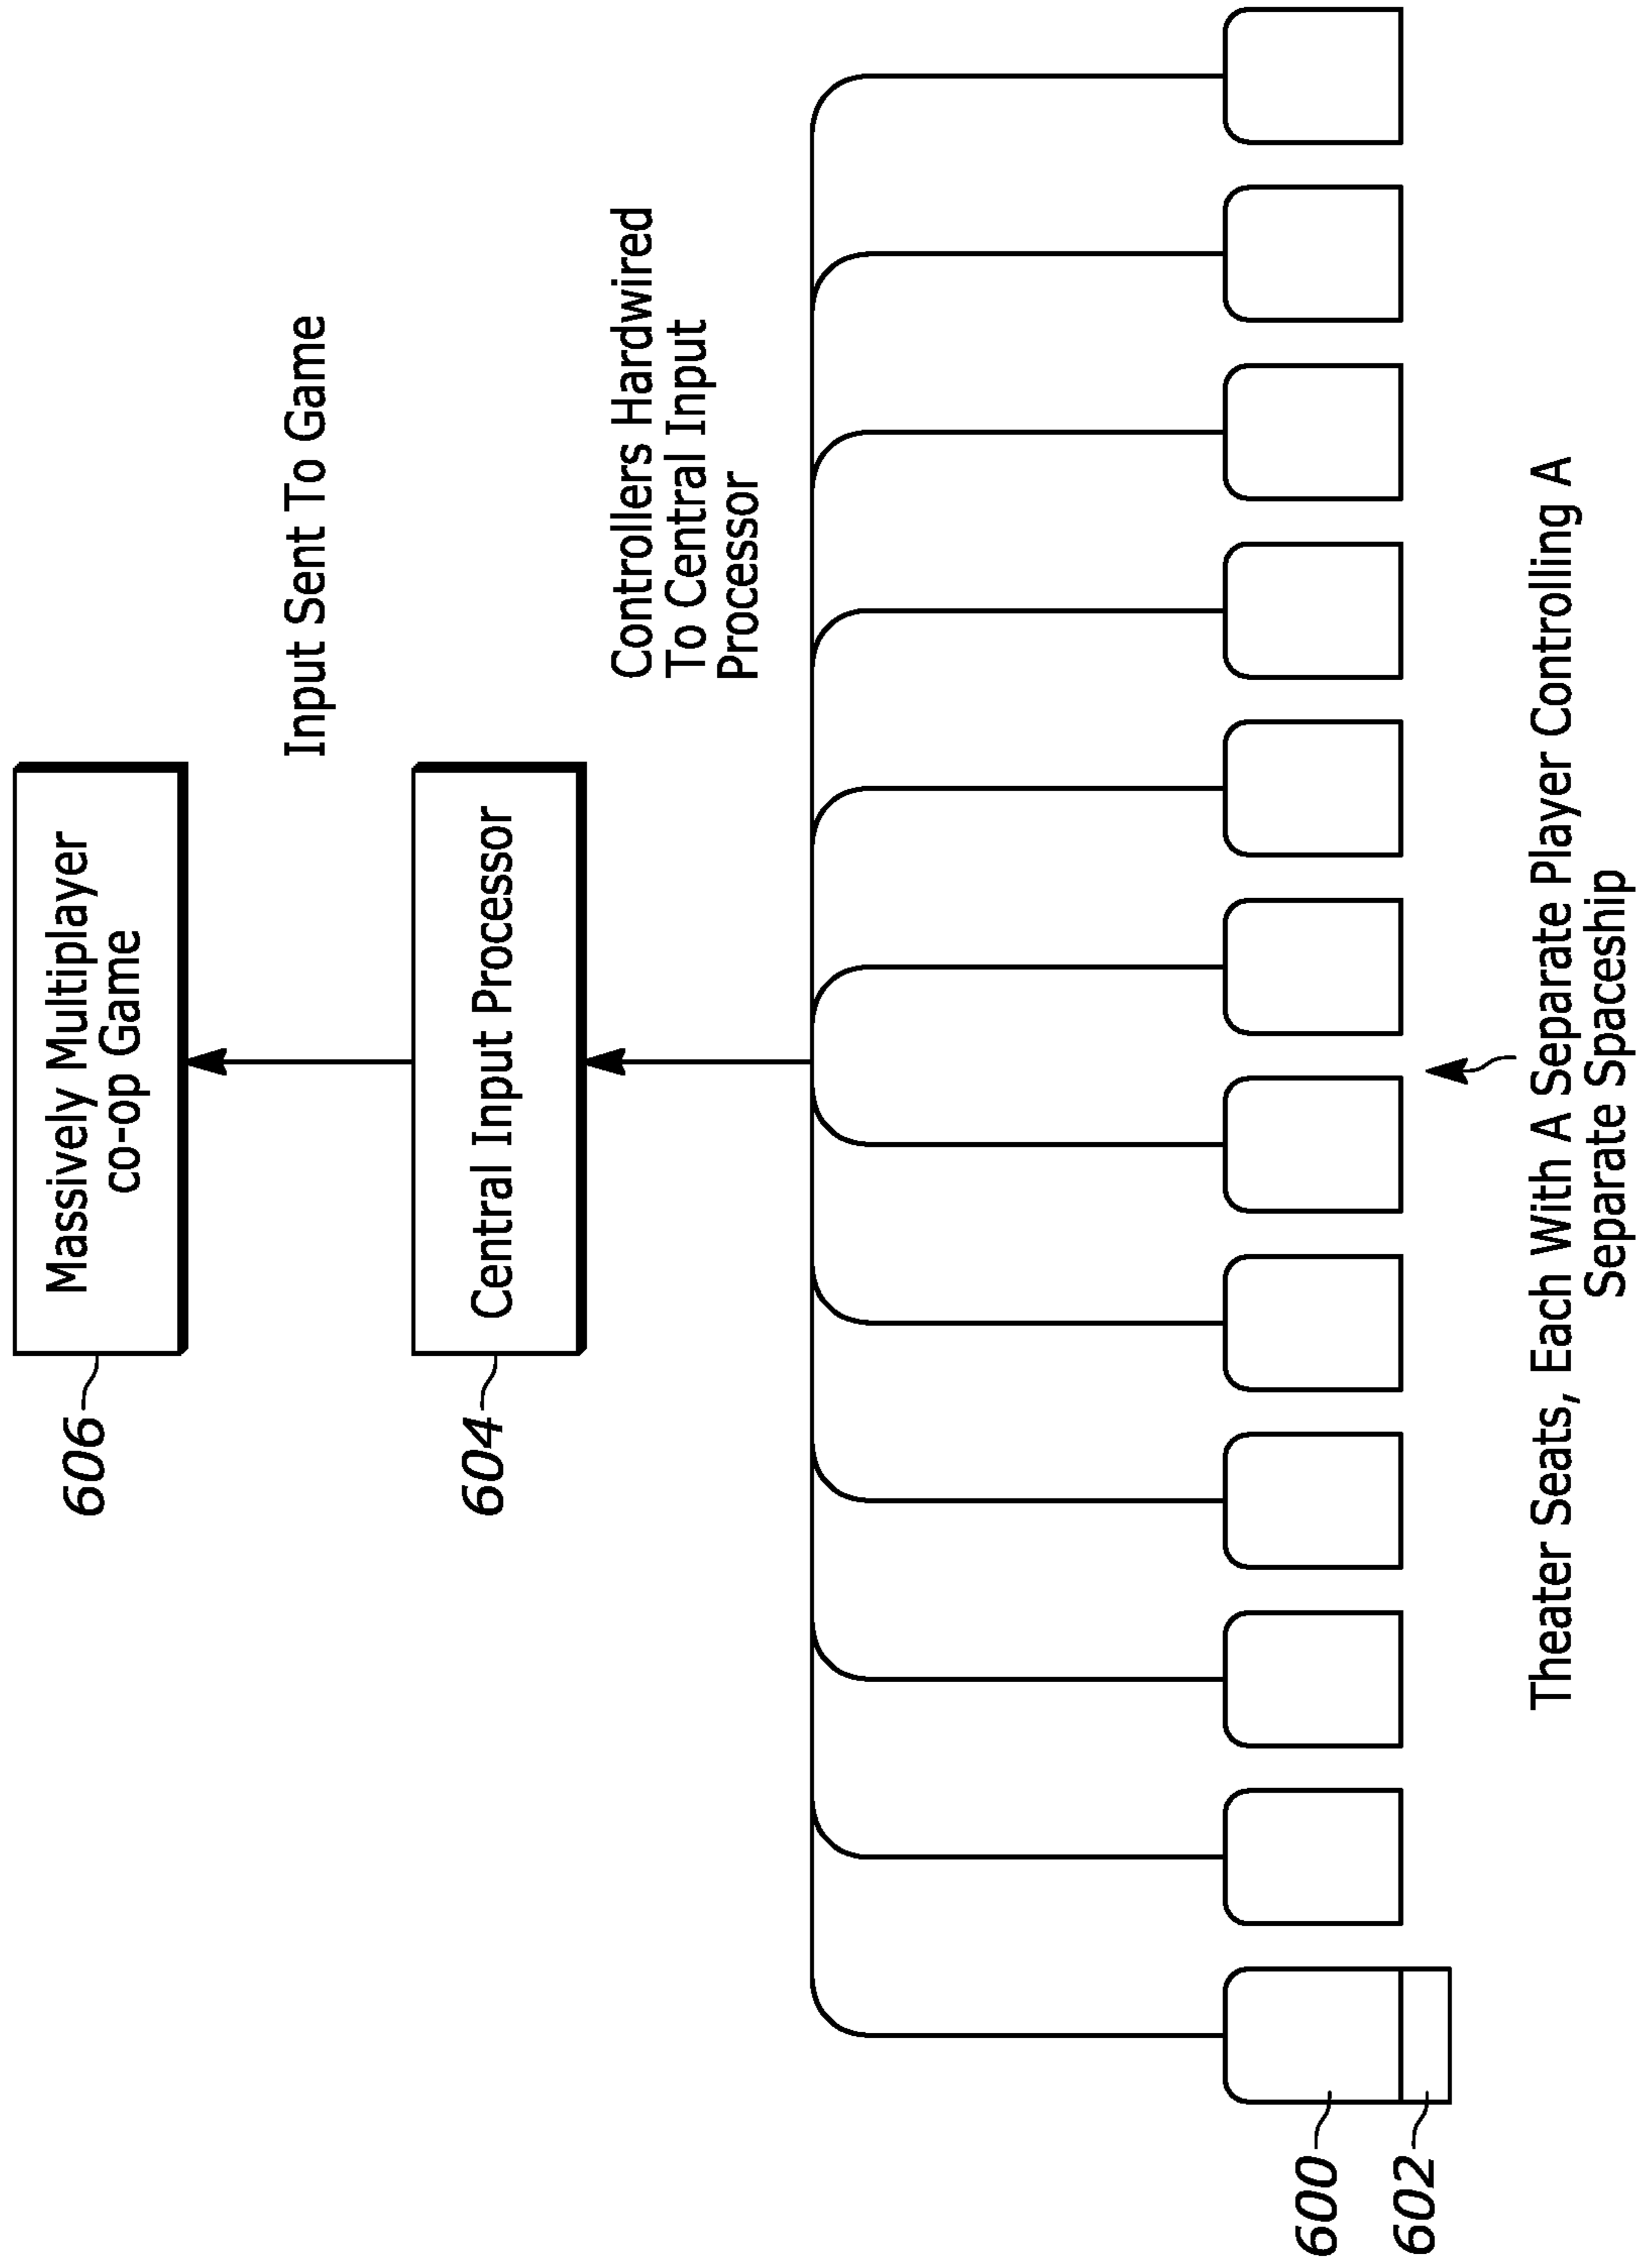 Massively Multiplayer
co-op Game
606
Input Sent To Game
Central Input Processor
604
Controllers Hardwired
To Central Input
Processor
600
602
Theater Seats, Each With A Separate Player Controlling A
Separate Spaceship